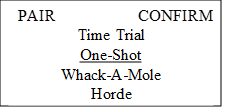 PAIR CONFIRM
Time Trial
One-Shot
Whack-A-Mole
Horde